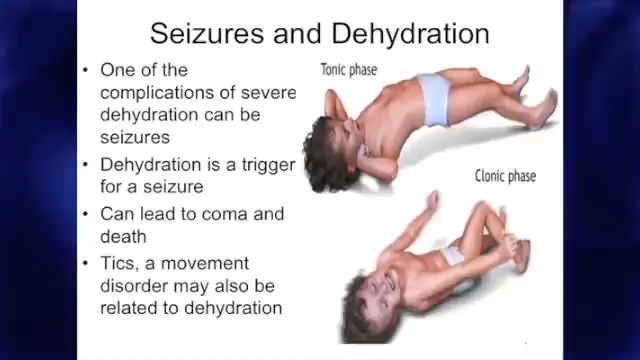 Seizures and Dehydration
• One of the
complications of severe
dehydration can be
seizures
• Dehydration is a trigger
for a seizure
• Can lead to coma and
death
• Tics, a movement
disorder may also be
related to dehydration
Tonic phase
Clonic phase